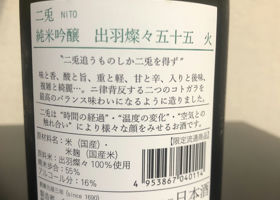 二兎 NITO
純米吟醸 出羽燦々五十五 火
"二兎追うものしか二兎を得ず"
味と香、酸と旨、重と軽、甘と辛、入りと後味、
複雑と綺麗… 二律背反する二つのコトガラを
最高のバランス味わいになるように造りました。
二兎は"時間の経過"・"温度の変化"・"空気との
触れ合い"により様々な顔をみせるお酒です。
原材料名：米（国産）・
米麹（国産米）
原料米：出羽燦々100%使用
精米歩合：55%
アルコール分：16%
【限定流通商品】
4 953867 040114
日本酒
(since 1690)